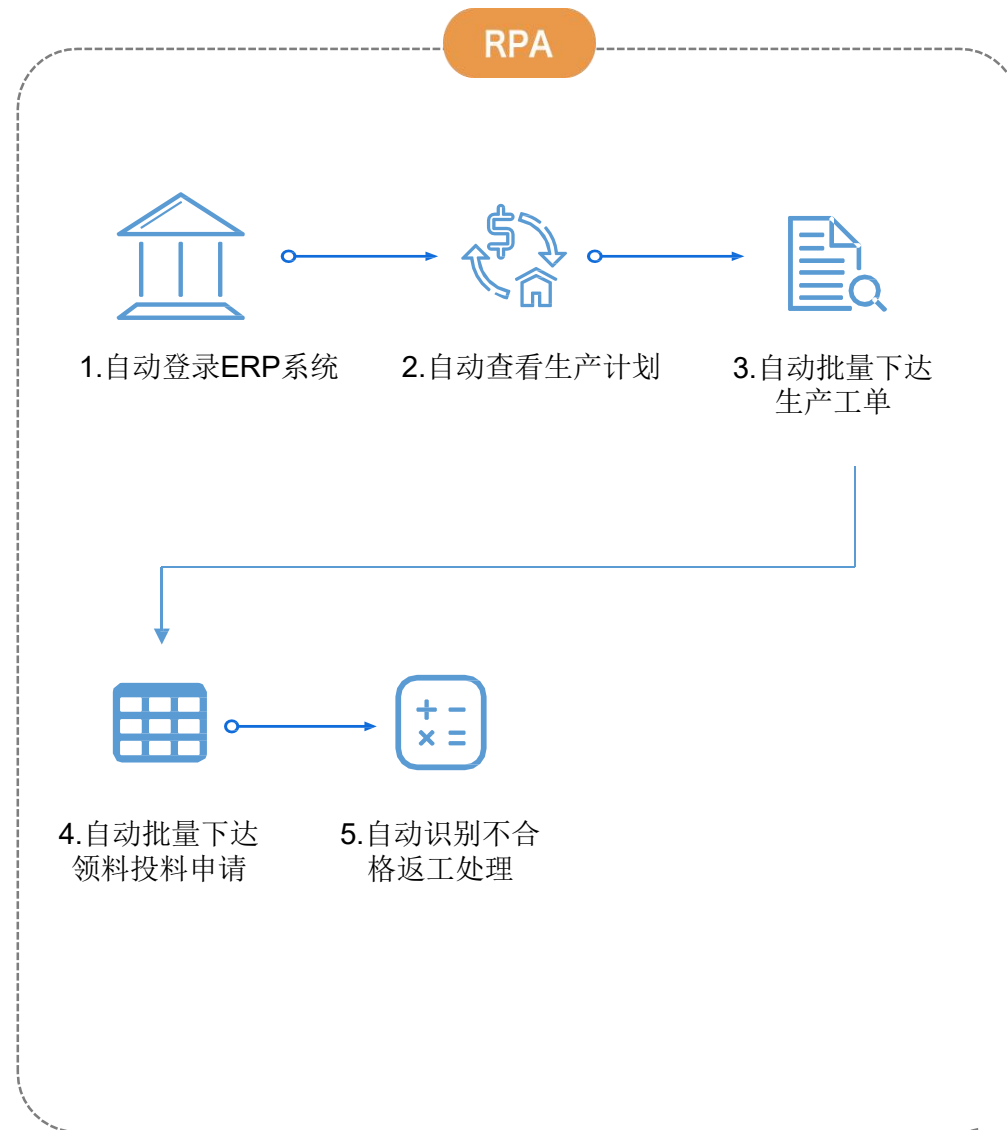 RPA
1.自动登录ERP系统
2.自动查看生产计划
3.自动批量下达
生产工单
4.自动批量下达
领料投料申请
5.自动识别不合
格返工处理